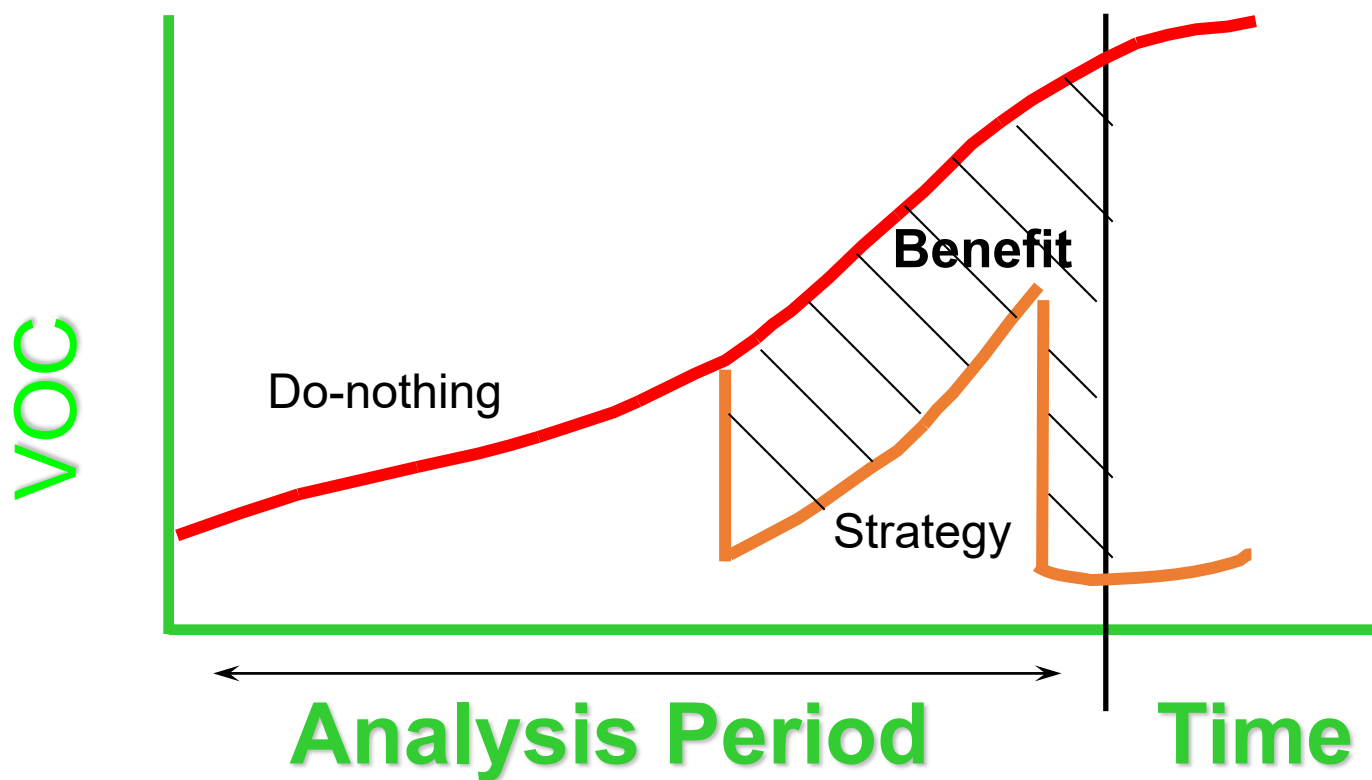 VOC
Do-nothing
Benefit
Strategy
Analysis Period
Time